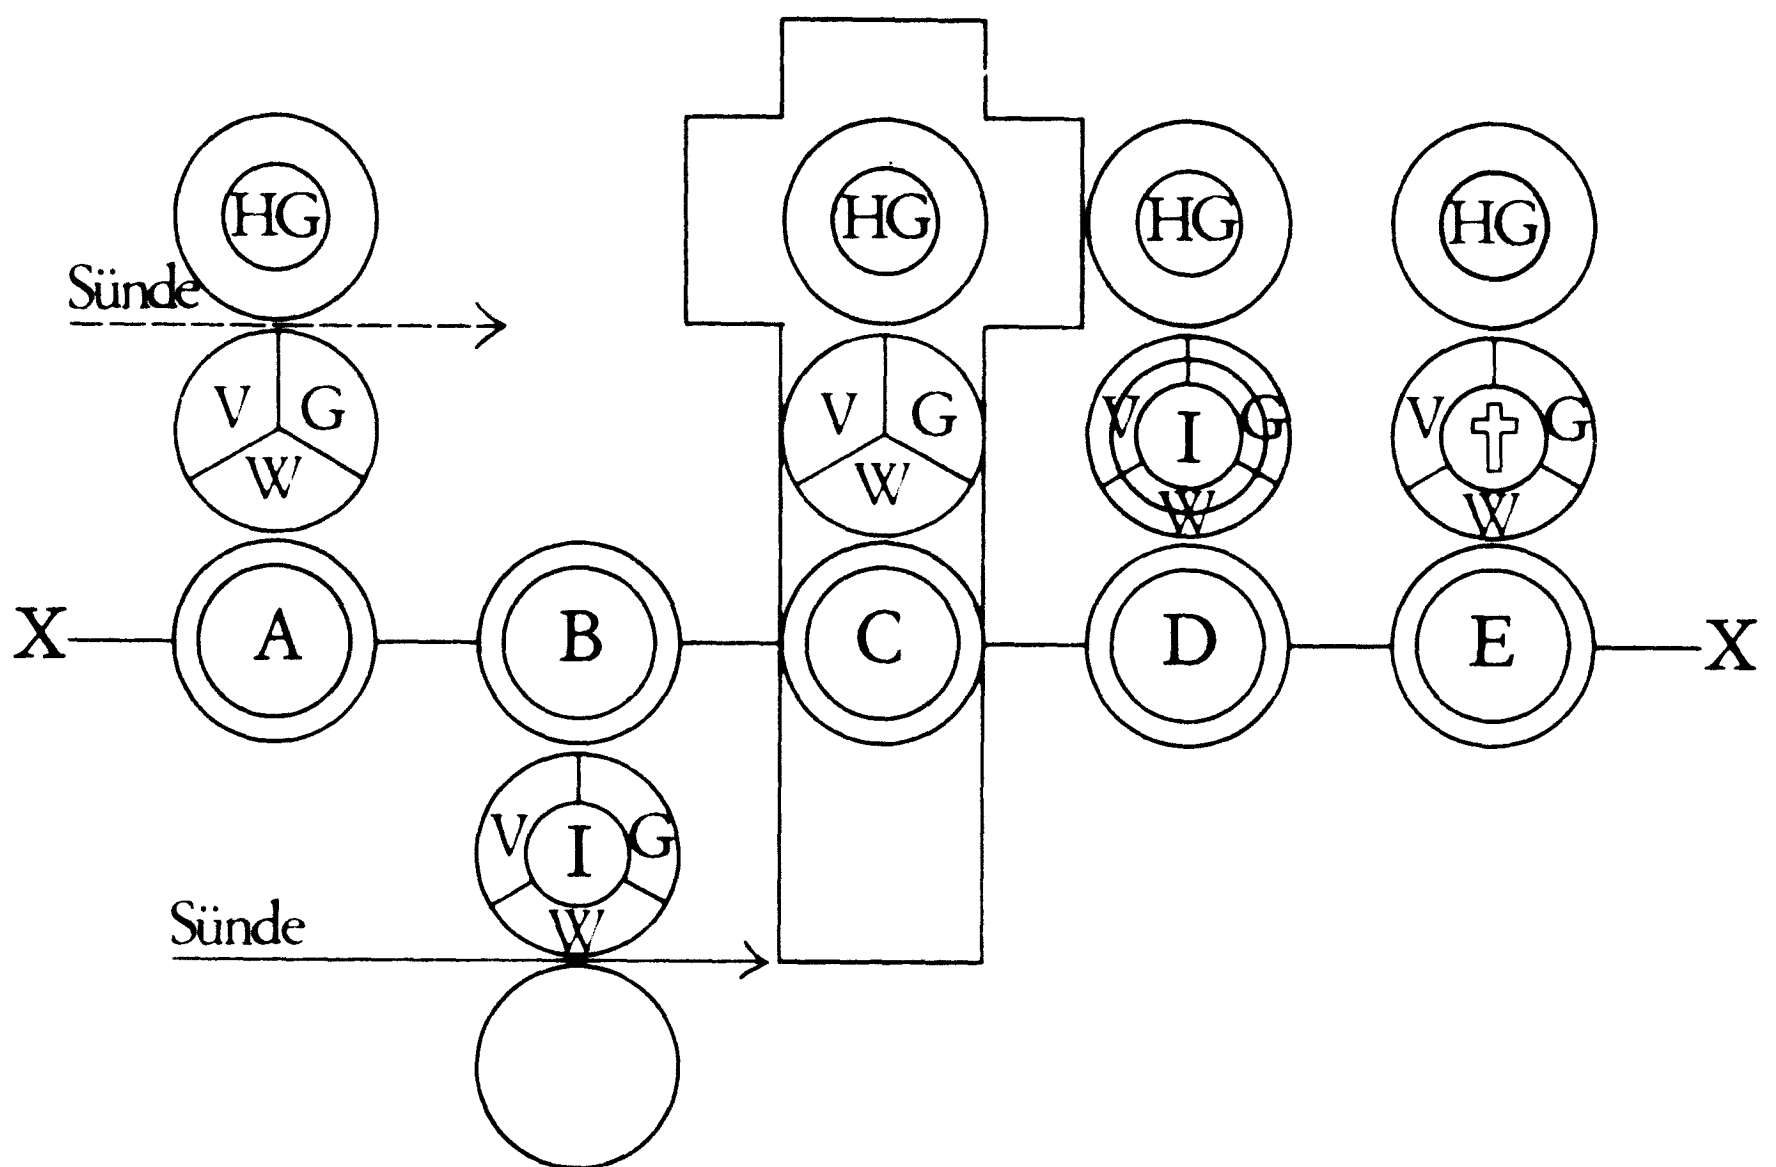 HG HG HG HG
Sünde
V G W V G W V I G W V G W
X A B C D E X
V I G W
Sünde